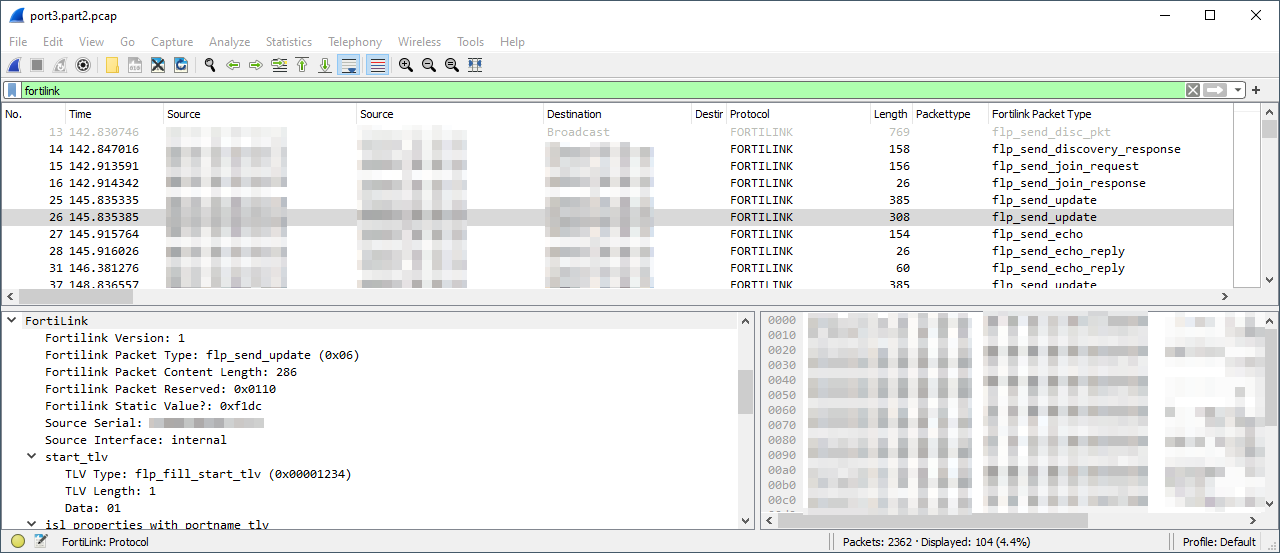 port3.part2.pcap
File Edit View Go Capture Analyze Statistics Telephony Wireless Tools Help
fortilink
No. Time Source Source Destination Destir Protocol Length Packettype Fortilink Packet Type
13 142.830746 Broadcast FORTILINK 769 flp_send_disc_pkt
14 142.847016 FORTILINK 158 flp_send_discovery_response
15 142.913591 FORTILINK 156 flp_send_join_request
16 142.914342 FORTILINK 26 flp_send_join_response
25 145.835335 FORTILINK 385 flp_send_update
26 145.835385 FORTILINK 308 flp_send_update
27 145.915764 FORTILINK 154 flp_send_echo
28 145.916026 FORTILINK 26 flp_send_echo_reply
31 146.381276 FORTILINK 60 flp_send_echo_reply
37 148.836557 FORTILINK 385 flp_send_update
FortiLink
Fortilink Version: 1
Fortilink Packet Type: flp_send_update (0x06)
Fortilink Packet Content Length: 286
Fortilink Packet Reserved: 0x0110
Fortilink Static Value?: 0xf1dc
Source Serial:
Source Interface: internal
start_tlv
TLV Type: flp_fill_start_tlv (0x00001234)
TLV Length: 1
Data: 01
isl_properties_with_portname_tlv
0000
0010
0020
0030
0040
0050
0060
0070
0080
0090
00a0
00b0
00c0
FortiLink: Protocol
Packets: 2362 · Displayed: 104 (4.4%)
Profile: Default